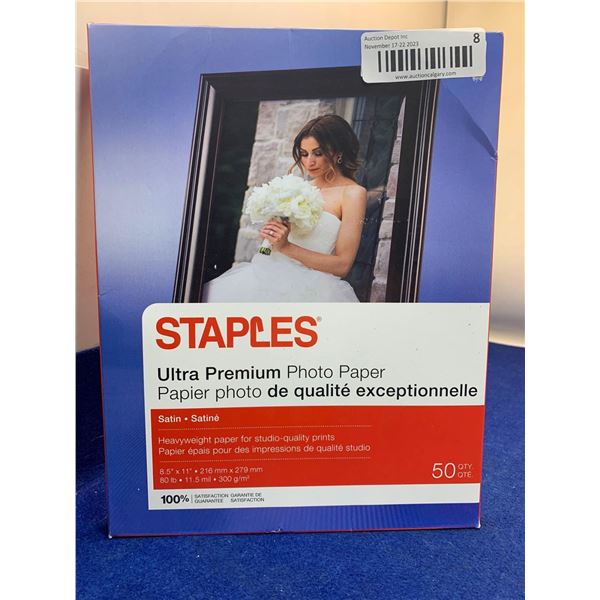 Auction Depot Inc
November 17-22 2023
8
www.auctioncalgary.com
STAPLES®
Ultra Premium Photo Paper
Papier photo de qualité exceptionnelle
Satin • Satiné
Heavyweight paper for studio-quality prints
Papier épais pour des impressions de qualité studio
8.5" x 11" • 216 mm x 279 mm
80 lb • 11.5 mil • 300 g/m²
50 QTY.
QTÉ.
100% SATISFACTION GUARANTEE
GARANTIE DE SATISFACTION